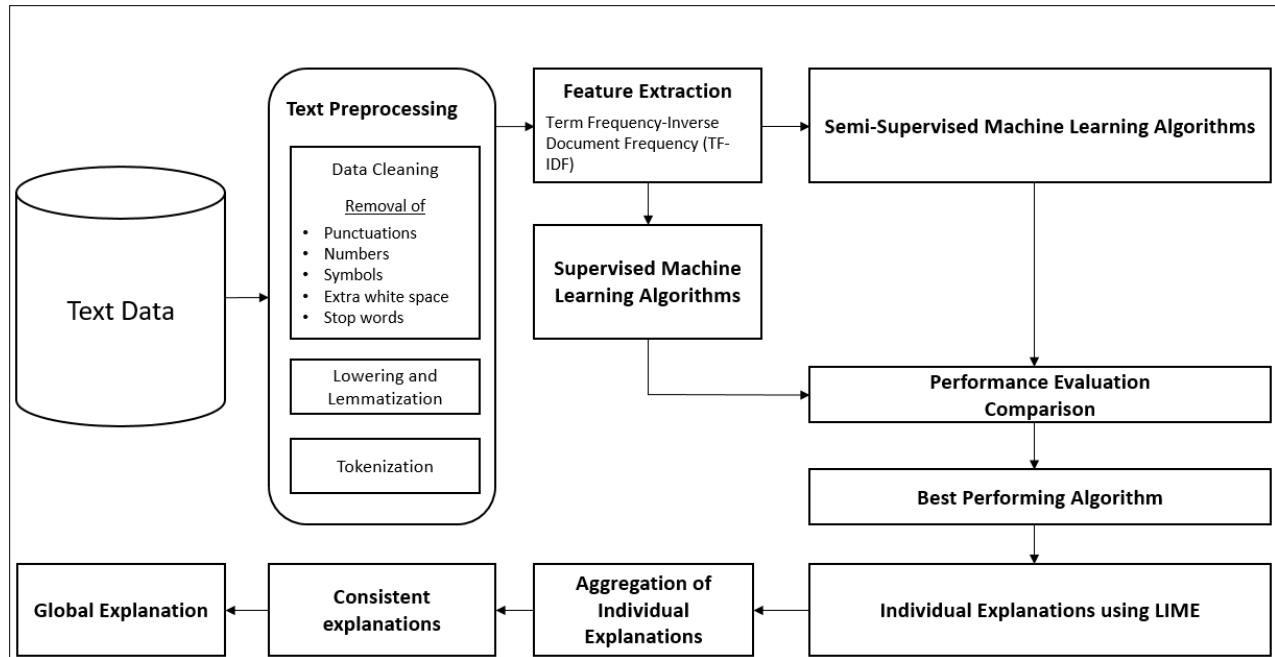 Text Data
Text Preprocessing
Data Cleaning
Removal of
• Punctuations
• Numbers
• Symbols
• Extra white space
• Stop words
Lowering and
Lemmatization
Tokenization
Feature Extraction
Term Frequency-Inverse
Document Frequency (TF-
IDF)
Semi-Supervised Machine Learning Algorithms
Supervised Machine
Learning Algorithms
Performance Evaluation
Comparison
Best Performing Algorithm
Individual Explanations using LIME
Aggregation of
Individual
Explanations
Consistent
explanations
Global Explanation